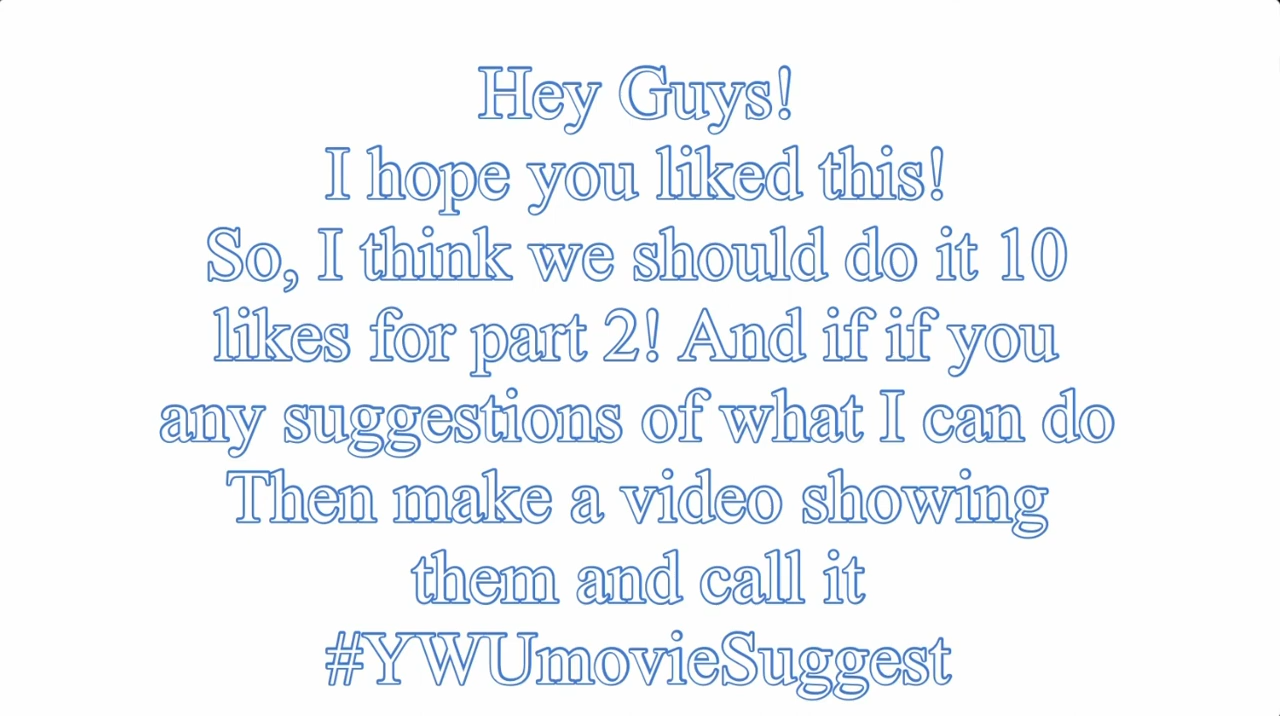 Hey Guys!
I hope you liked this!
So, I think we should do it 10
likes for part 2! And if if you
any suggestions of what I can do
Then make a video showing
them and call it
#YWUmovieSuggest